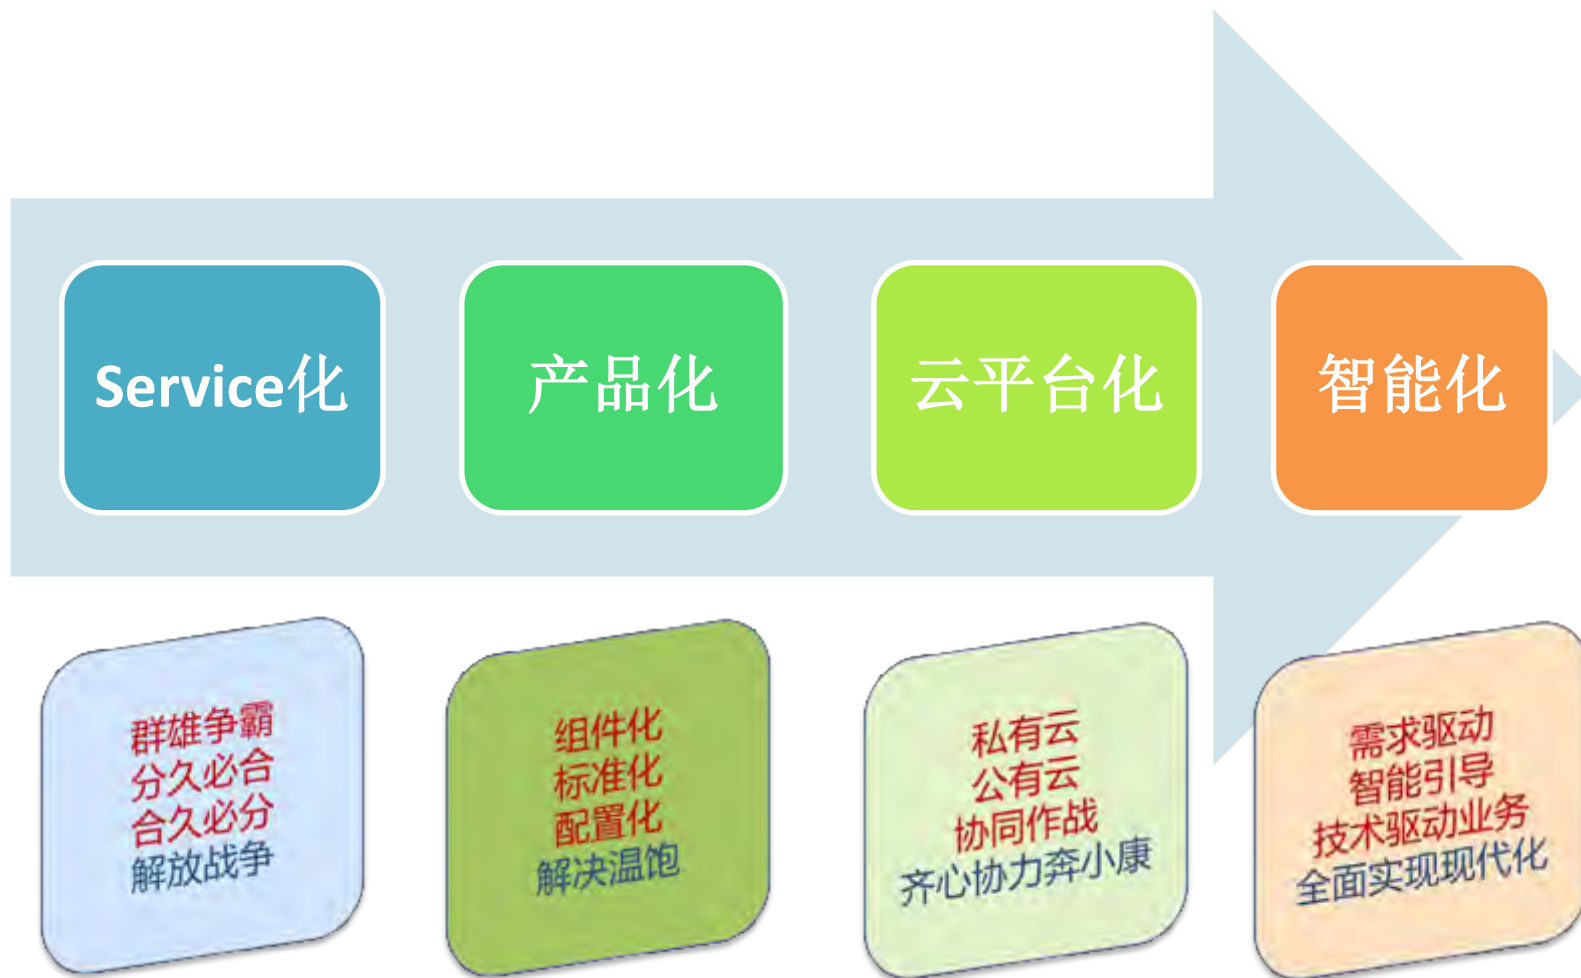 Service化
产品化
云平台化
智能化
群雄争霸
分久必合
合久必分
解放战争
组件化
标准化
配置化
解决温饱
私有云
公有云
协同作战
齐心协力奔小康
需求驱动
智能引导
技术驱动业务
全面实现现代化